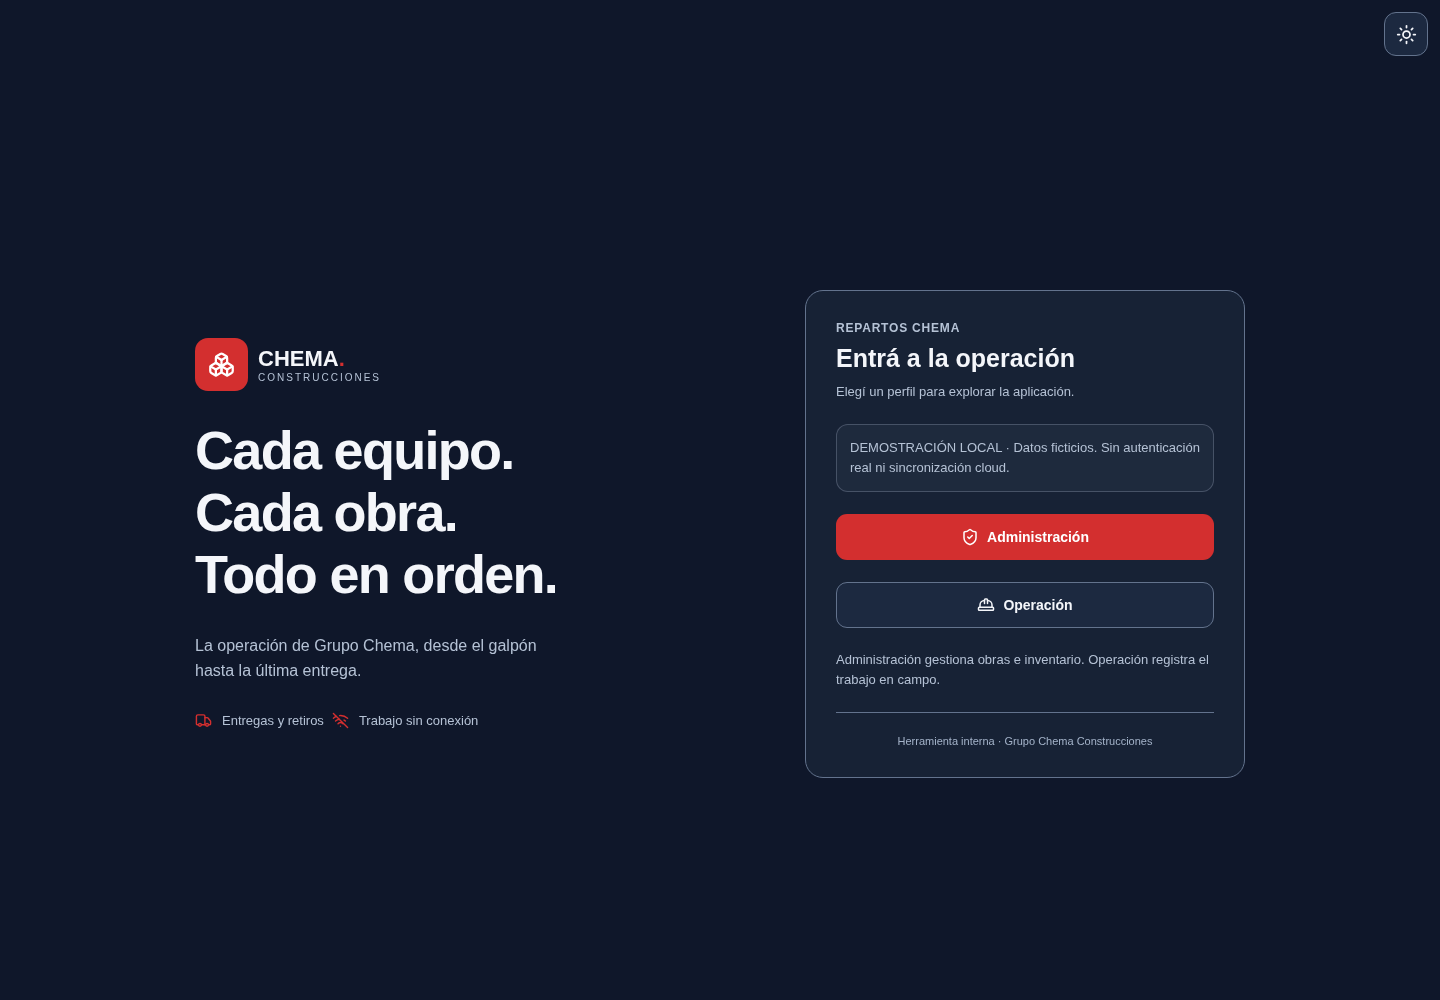 CHEMA.
CONSTRUCCIONES
Cada equipo.
Cada obra.
Todo en orden.
La operación de Grupo Chema, desde el galpón
hasta la última entrega.
Entregas y retiros
Trabajo sin conexión
REPARTOS CHEMA
Entrá a la operación
Elegí un perfil para explorar la aplicación.
DEMOSTRACIÓN LOCAL · Datos ficticios. Sin autenticación
real ni sincronización cloud.
Administración
Operación
Administración gestiona obras e inventario. Operación registra el
trabajo en campo.
Herramienta interna · Grupo Chema Construcciones